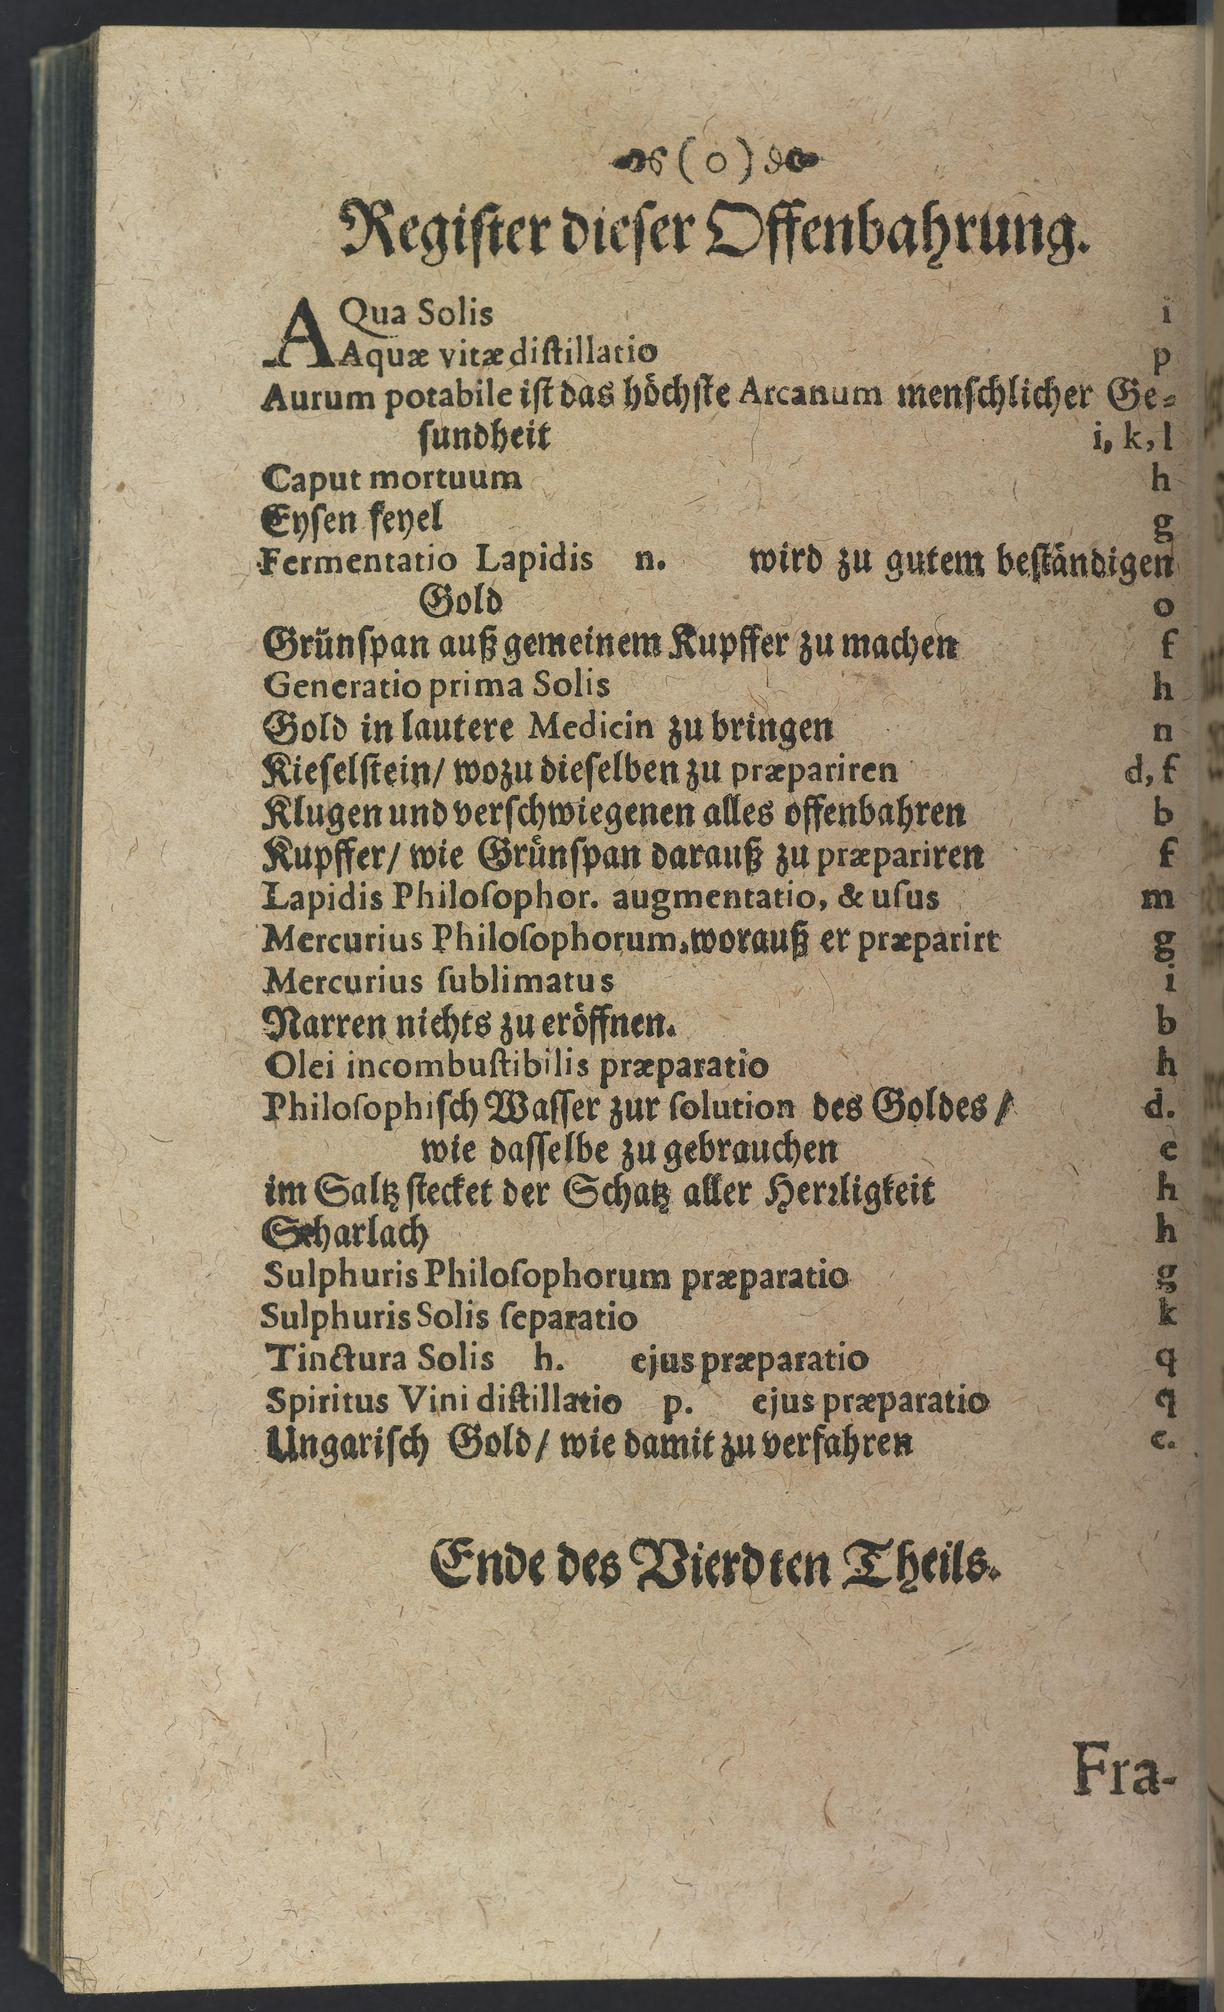 (o)
Regiſter dieſer Offenbahrung.
AQua Solis i
Aquæ vitæ diſtillatio p
Aurum potabile iſt das höchſte Arcanum menſchlicher Ge⸗
ſundheit i, k, l
Caput mortuum h
Eyſen feyel g
Fermentatio Lapidis n. wird zu gutem beſtändigen
Gold o
Grünſpan auß gemeinem Kupffer zu machen f
Generatio prima Solis h
Gold in lautere Medicin zu bringen n
Kieſelſtein/ wozu dieſelben zu præpariren d, f
Klugen und verſchwiegenen alles offenbahren b
Kupffer/ wie Grünſpan darauß zu præpariren f
Lapidis Philoſophor. augmentatio, & uſus m
Mercurius Philoſophorum, worauß er præparirt g
Mercurius ſublimatus i
Narren nichts zu eröffnen. b
Olei incombuſtibilis præparatio h
Philoſophiſch Waſſer zur ſolution des Goldes / d.
wie daſſelbe zu gebrauchen e
im Saltz ſtecket der Schatz aller Herꝛligkeit h
Scharlach h
Sulphuris Philoſophorum præparatio g
Sulphuris Solis ſeparatio k
Tinctura Solis h. ejus præparatio q
Spiritus Vini diſtillatio p. ejus præparatio q
Ungariſch Gold/ wie damit zu verfahren c.
Ende des Vierdten Theils.
Fra-